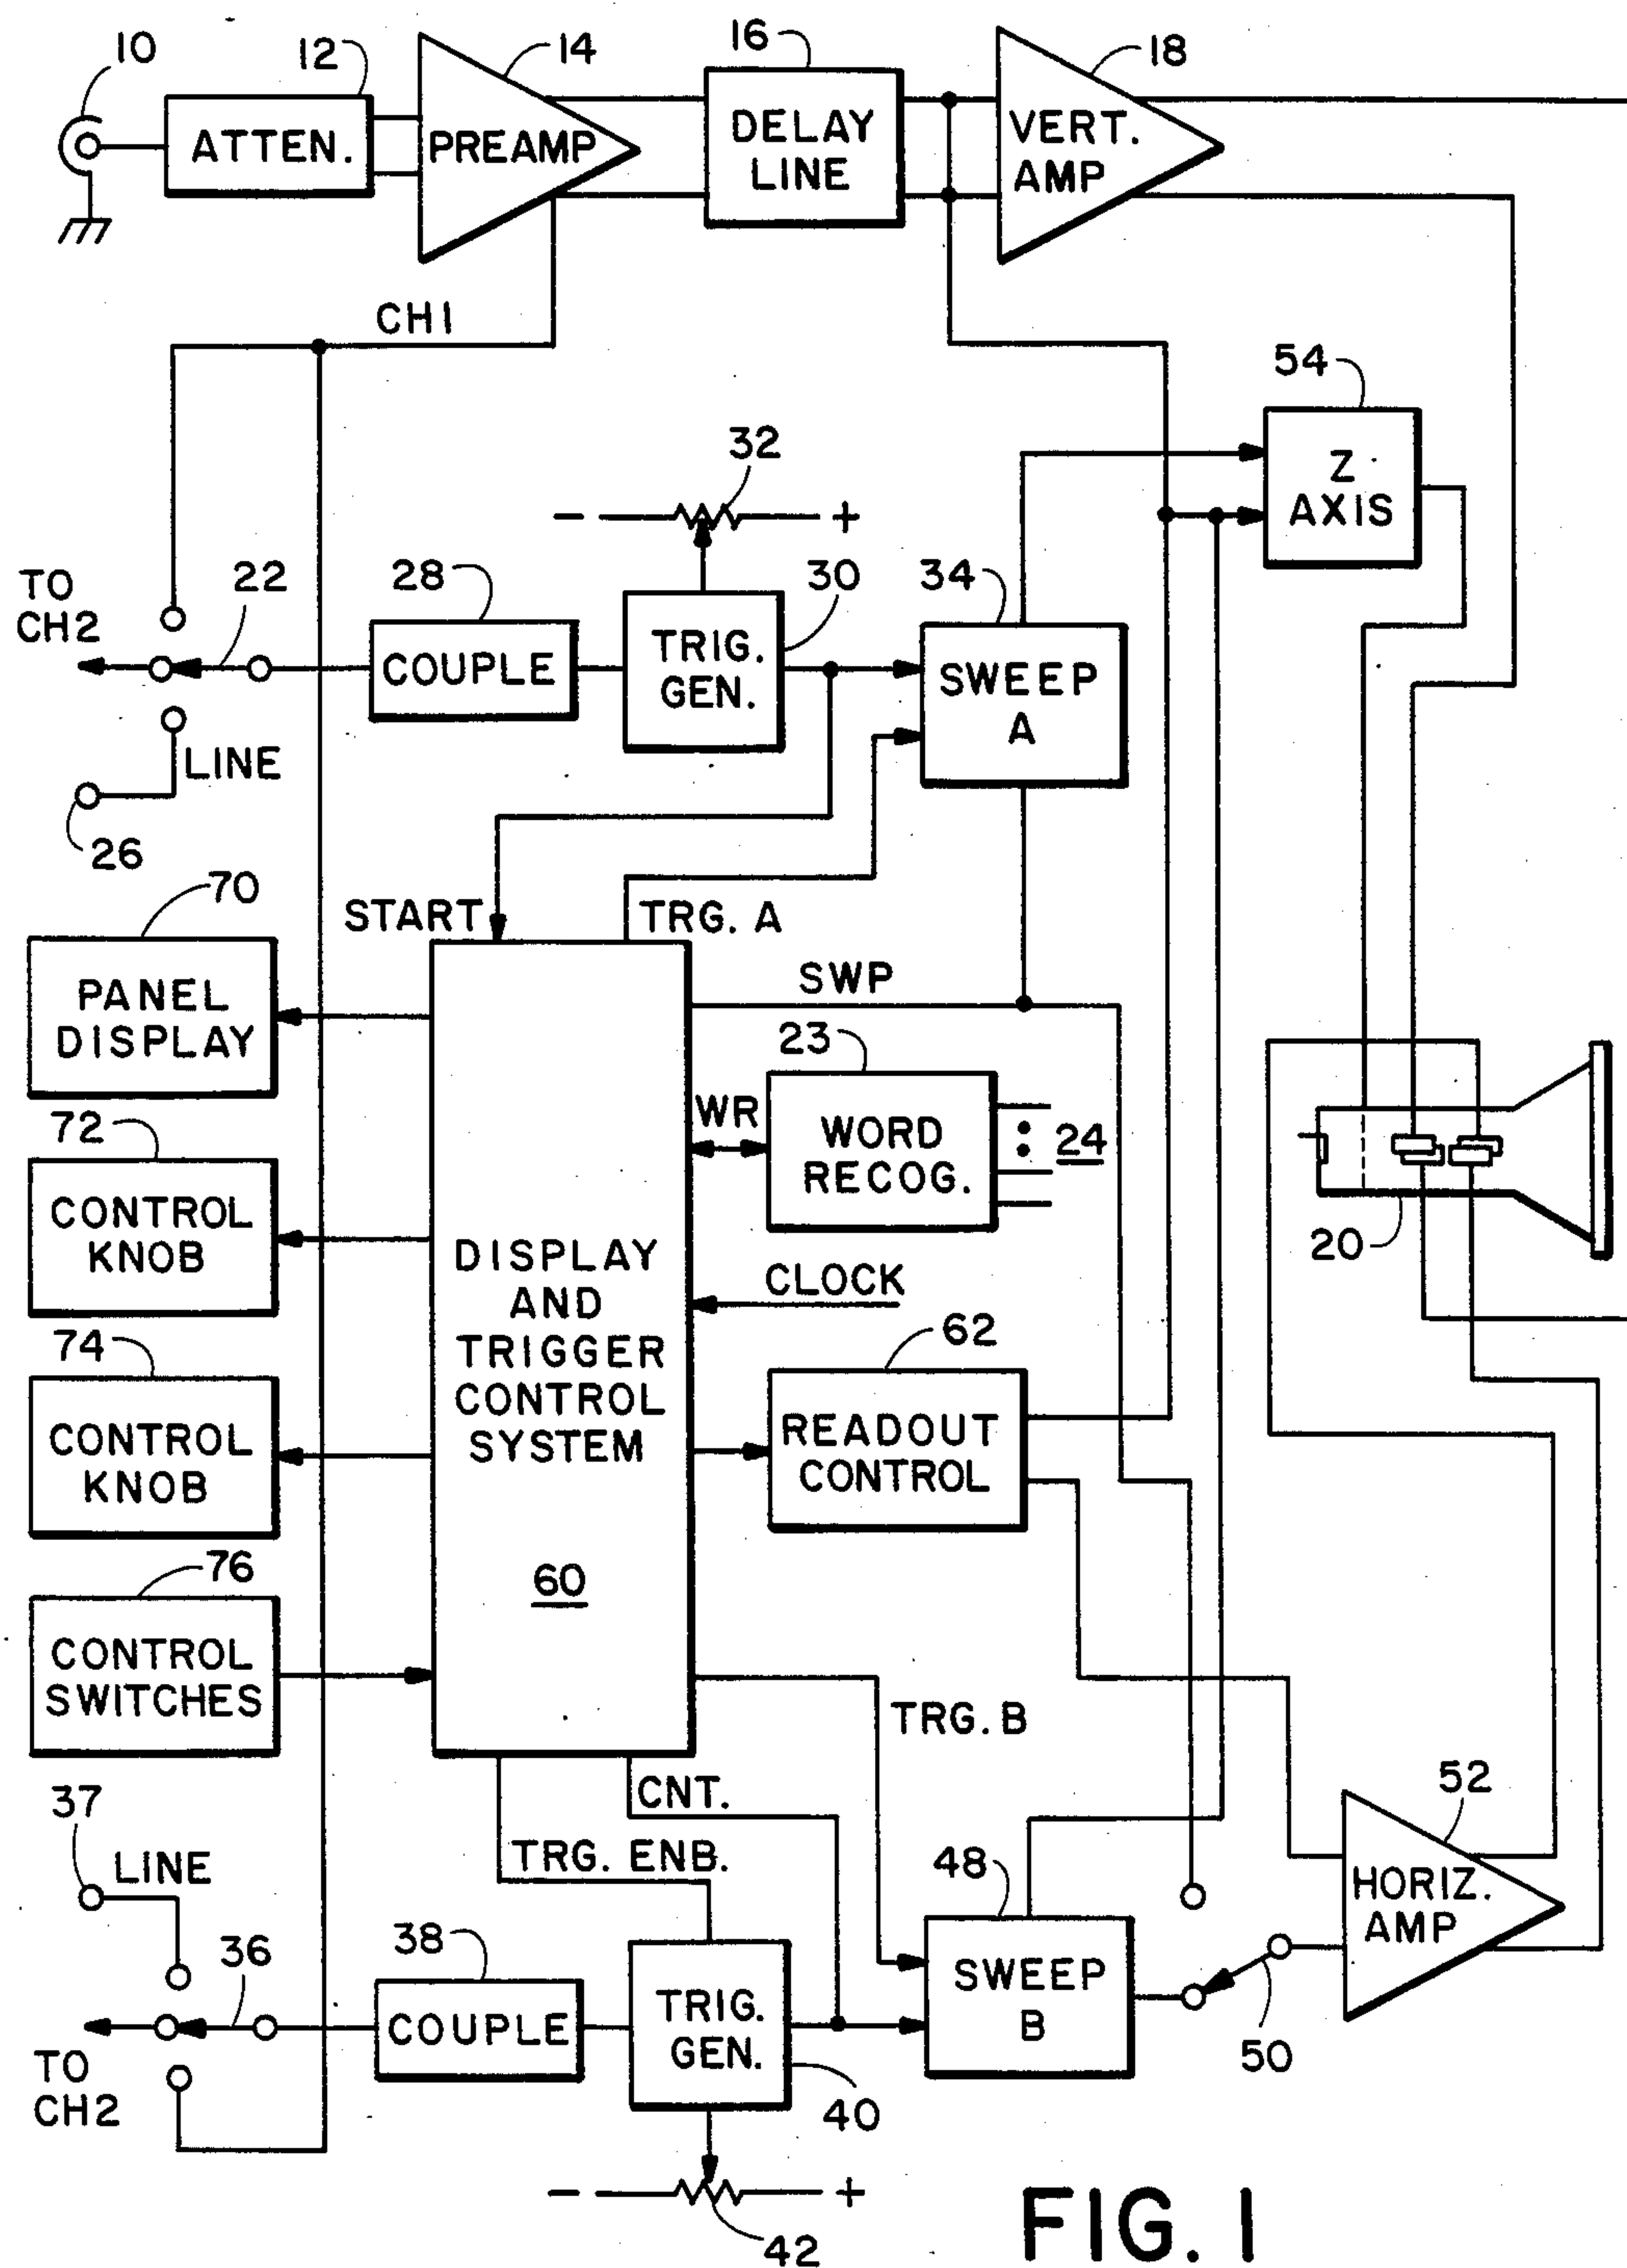 10
12
14
16
18
ATTEN.
PREAMP
DELAY
LINE
VERT.
AMP
CH1
54
Z
AXIS
32
- +
TO
CH2
22
28
30
34
COUPLE
TRIG.
GEN.
SWEEP
A
LINE
26
70
START
TRG. A
PANEL
DISPLAY
SWP
23
WR
WORD
RECOG.
24
72
CONTROL
KNOB
20
DISPLAY
AND
TRIGGER
CONTROL
SYSTEM
60
CLOCK
74
CONTROL
KNOB
62
READOUT
CONTROL
76
CONTROL
SWITCHES
TRG. B
CNT.
TRG. ENB.
37
LINE
52
HORIZ.
AMP
48
SWEEP
B
36
38
COUPLE
TRIG.
GEN.
50
TO
CH2
40
- +
42
FIG. 1